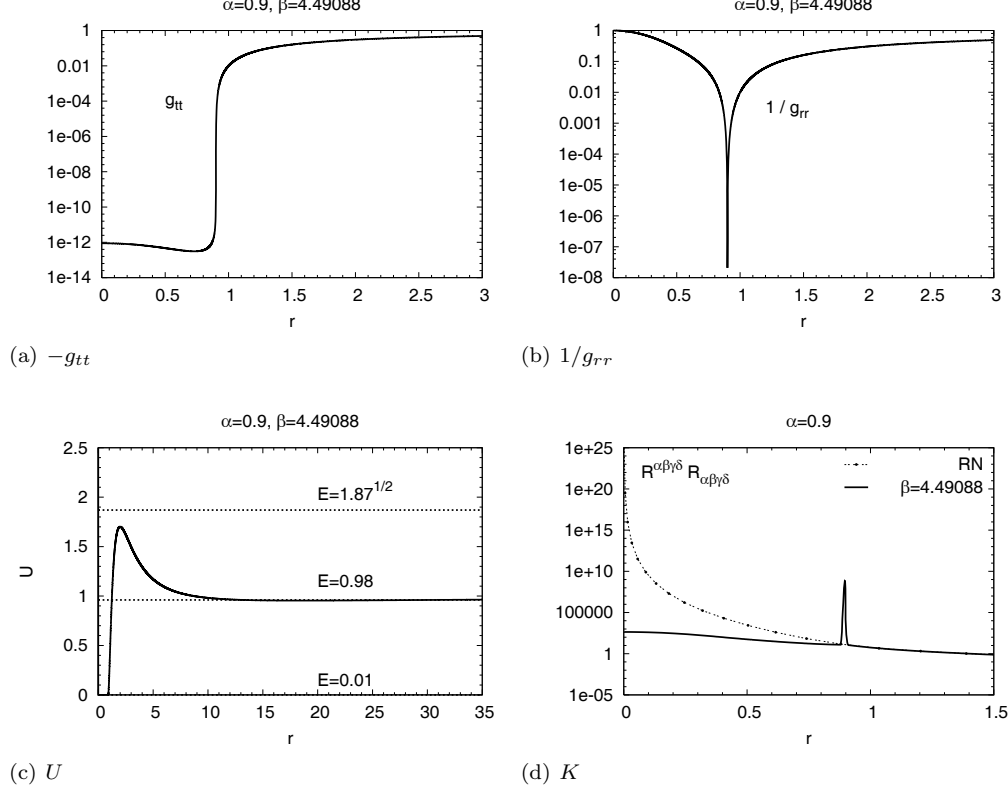 α=0.9, β=4.49088
1
0.01
1e-04
1e-06
1e-08
1e-10
1e-12
1e-14
g_tt
0 0.5 1 1.5 2 2.5 3
r
(a) −g_tt
α=0.9, β=4.49088
1
0.1
0.01
0.001
1e-04
1e-05
1e-06
1e-07
1e-08
1 / g_rr
0 0.5 1 1.5 2 2.5 3
r
(b) 1/g_rr
α=0.9, β=4.49088
2.5
2
1.5
1
0.5
0
U
E=1.87^1/2
E=0.98
E=0.01
0 5 10 15 20 25 30 35
r
(c) U
α=0.9
1e+25
1e+20
1e+15
1e+10
100000
1
1e-05
R^αβγδ R_αβγδ
RN
β=4.49088
0 0.5 1 1.5
r
(d) K